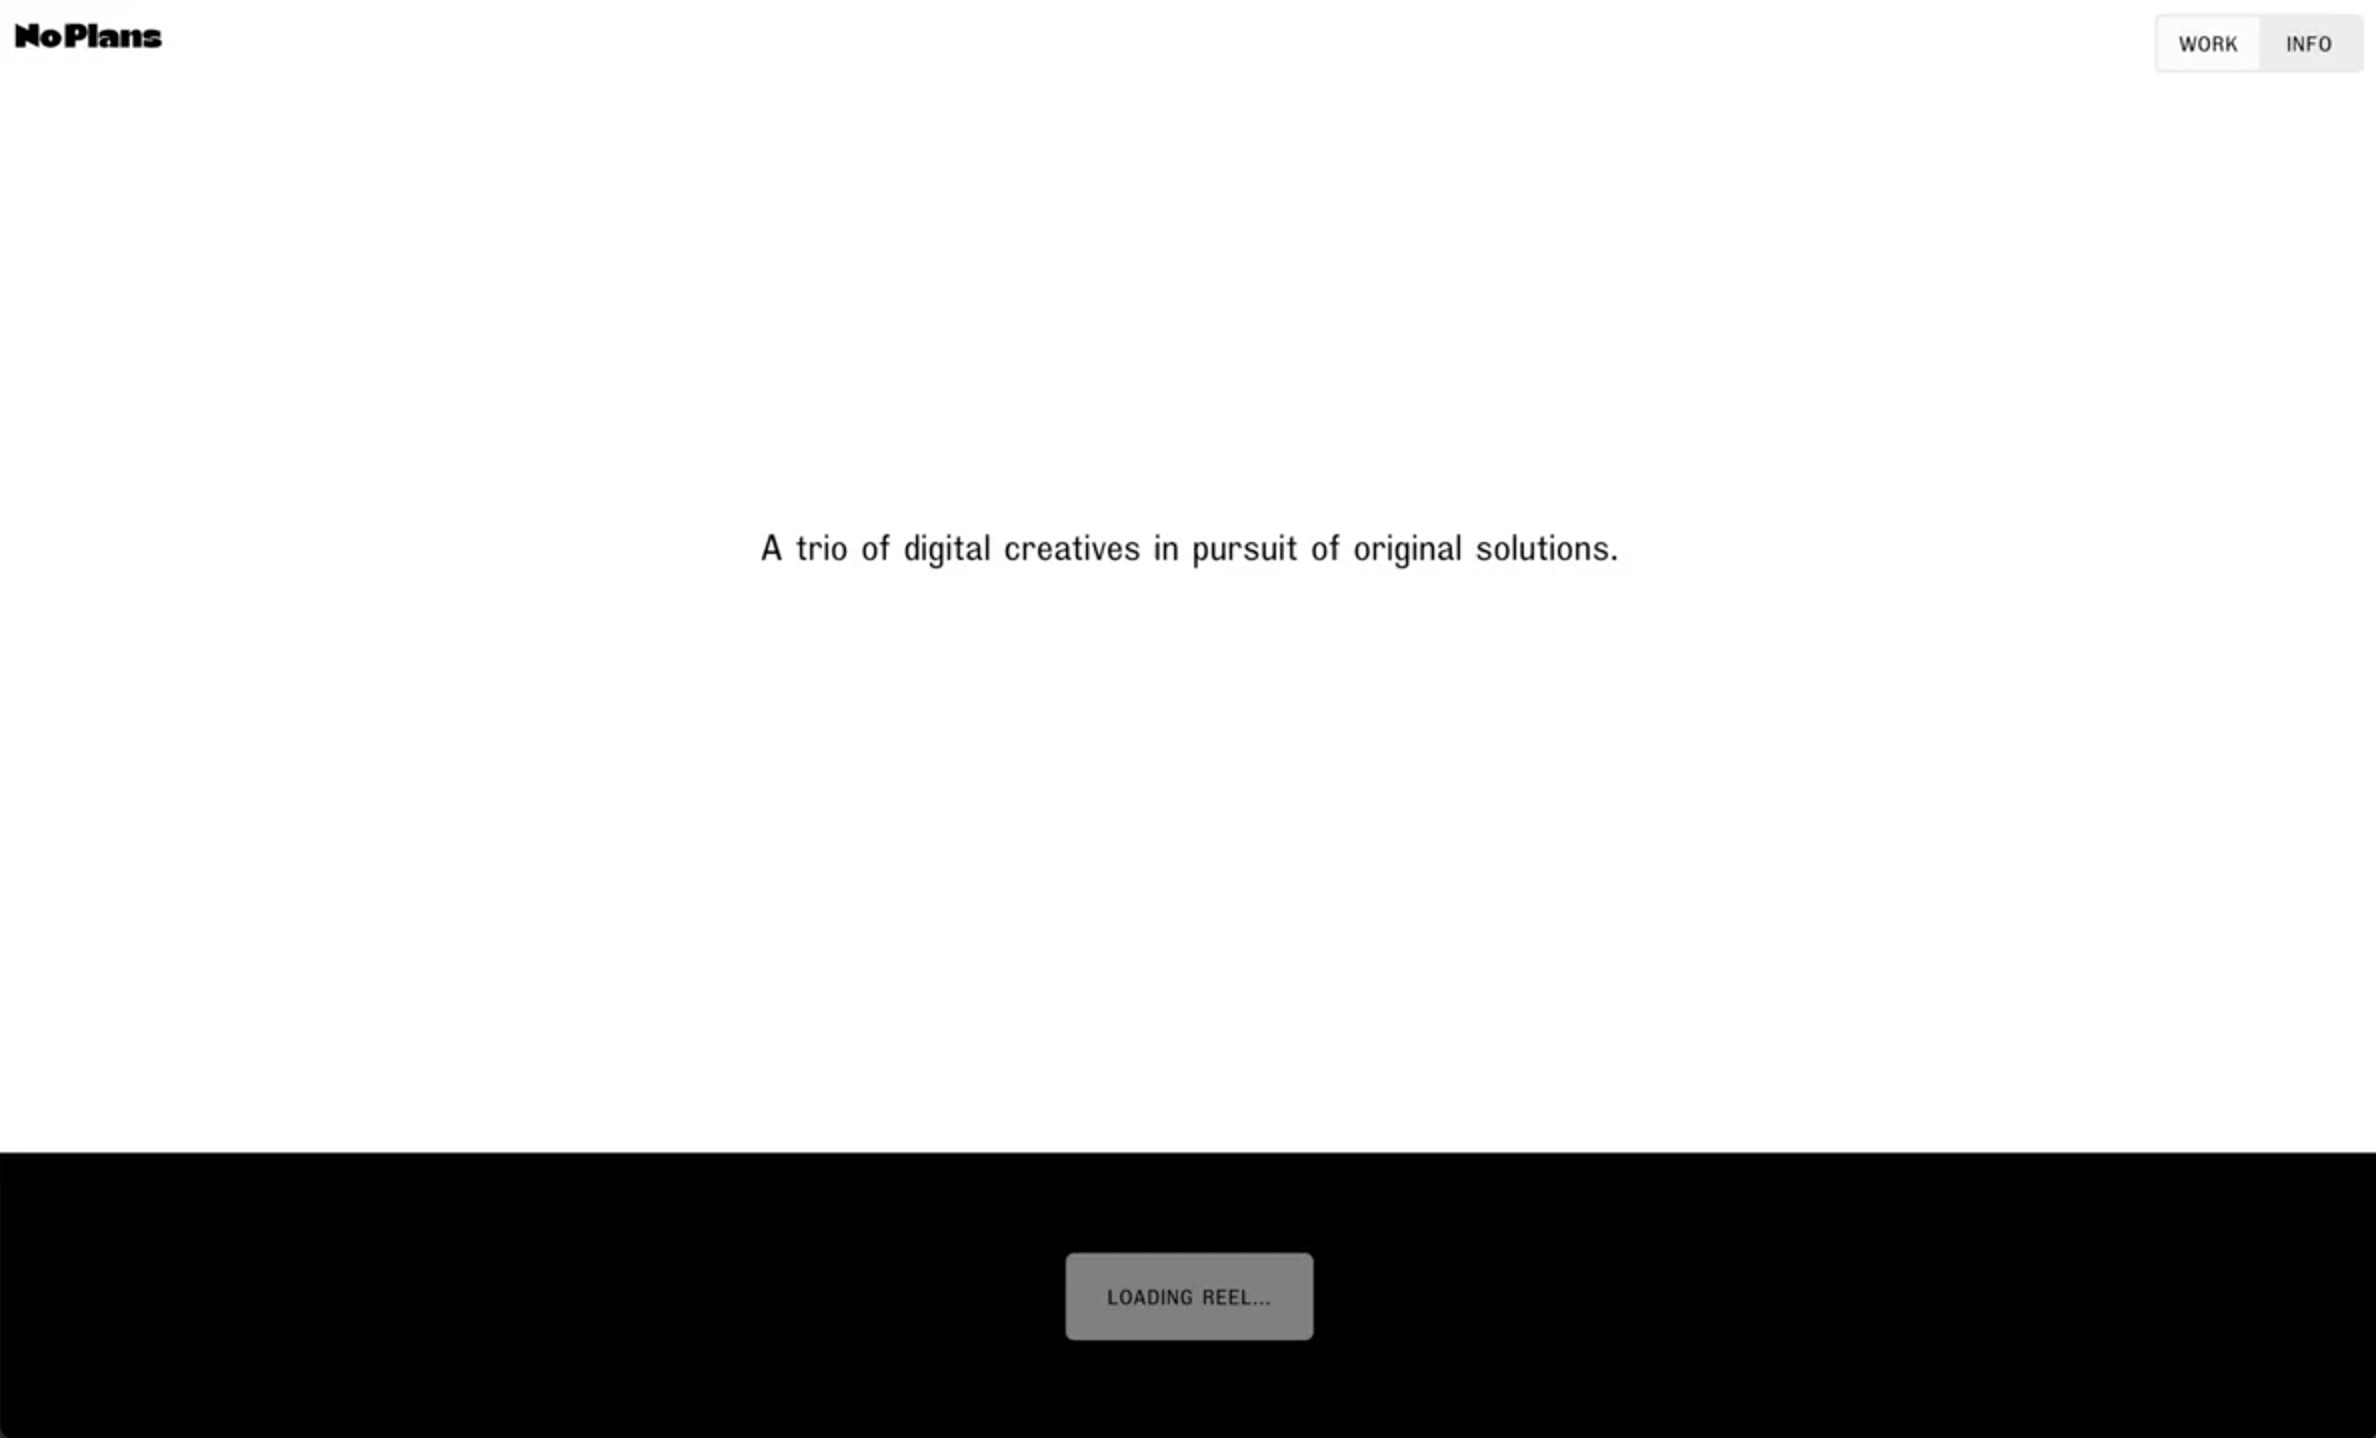 NoPlans
WORK INFO
A trio of digital creatives in pursuit of original solutions.
LOADING REEL...